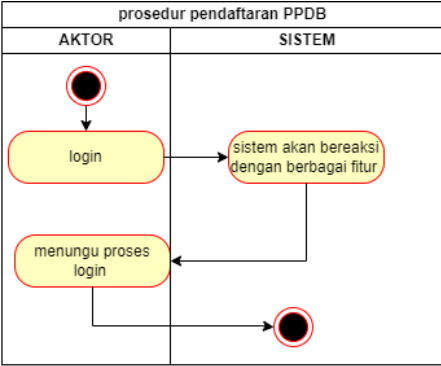 prosedur pendaftaran PPDB
AKTOR
SISTEM
login
sistem akan bereaksi
dengan berbagai fitur
menungu proses
login